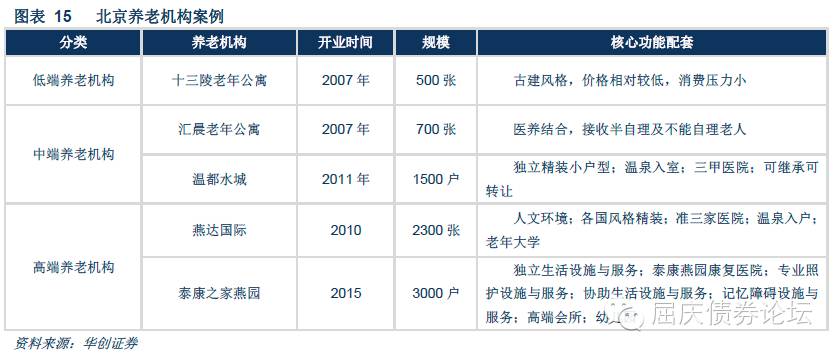 图表 15 北京养老机构案例
分类 养老机构 开业时间 规模 核心功能配套
低端养老机构 十三陵老年公寓 2007 年 500 张 古建风格，价格相对较低，消费压力小
中端养老机构
汇晨老年公寓 2007 年 700 张 医养结合，接收半自理及不能自理老人
温都水城 2011 年 1500 户 独立精装小户型；温泉入室；三甲医院；可继承可
转让
高端养老机构
燕达国际 2010 2300 张 人文环境；各国风格精装；准三家医院；温泉入户；
老年大学
泰康之家燕园 2015 3000 户 独立生活设施与服务；泰康燕园康复医院；专业照
护设施与服务；协助生活设施与服务；记忆障碍设施与
服务；高端会所；幼
屈庆债券论坛
资料来源：华创证券